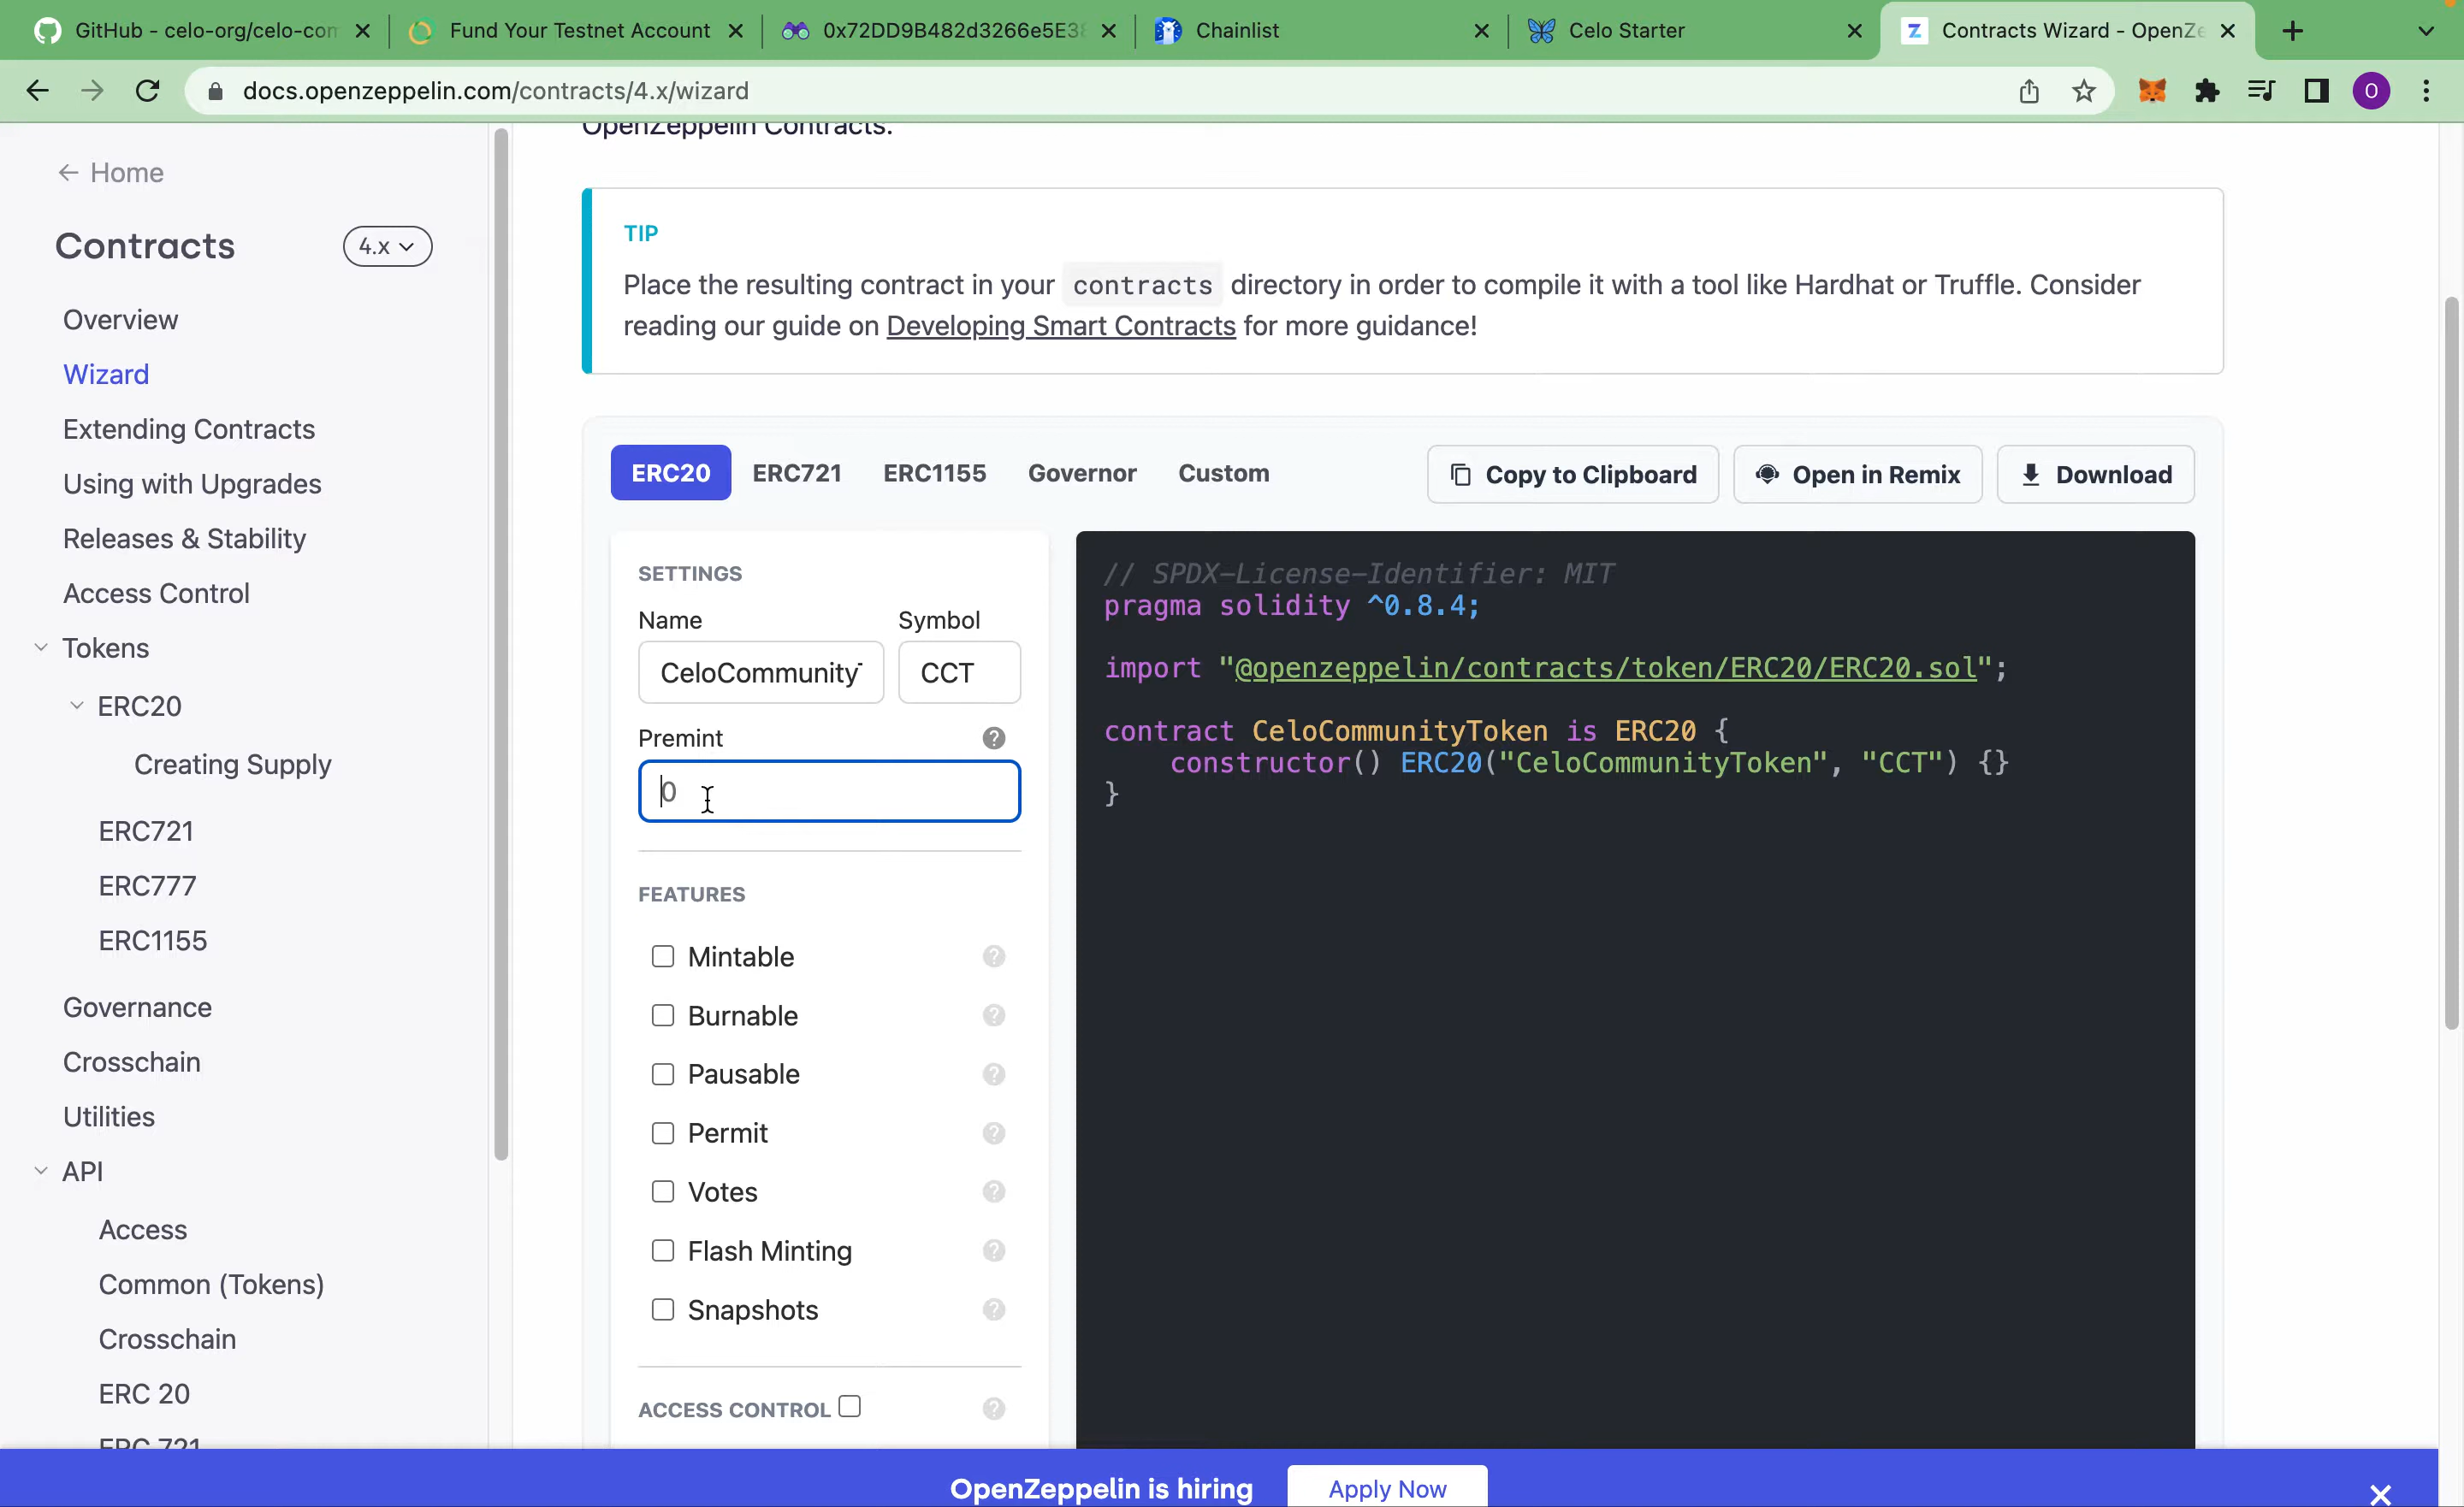 GitHub - celo-org/celo-com
Fund Your Testnet Account
0x72DD9B482d3266e5E38
Chainlist
Celo Starter
Contracts Wizard - OpenZe
docs.openzeppelin.com/contracts/4.x/wizard
O
← Home
Contracts
4.x
Overview
Wizard
Extending Contracts
Using with Upgrades
Releases & Stability
Access Control
Tokens
ERC20
Creating Supply
ERC721
ERC777
ERC1155
Governance
Crosschain
Utilities
API
Access
Common (Tokens)
Crosschain
ERC 20
ERC 721
OpenZeppelin Contracts.
TIP
Place the resulting contract in your contracts directory in order to compile it with a tool like Hardhat or Truffle. Consider
reading our guide on Developing Smart Contracts for more guidance!
ERC20 ERC721 ERC1155 Governor Custom
Copy to Clipboard
Open in Remix
Download
SETTINGS
Name Symbol
CeloCommunityT CCT
Premint ?
0
FEATURES
Mintable ?
Burnable ?
Pausable ?
Permit ?
Votes ?
Flash Minting ?
Snapshots ?
ACCESS CONTROL ?
// SPDX-License-Identifier: MIT
pragma solidity ^0.8.4;
import "@openzeppelin/contracts/token/ERC20/ERC20.sol";
contract CeloCommunityToken is ERC20 {
constructor() ERC20("CeloCommunityToken", "CCT") {}
}
OpenZeppelin is hiring
Apply Now